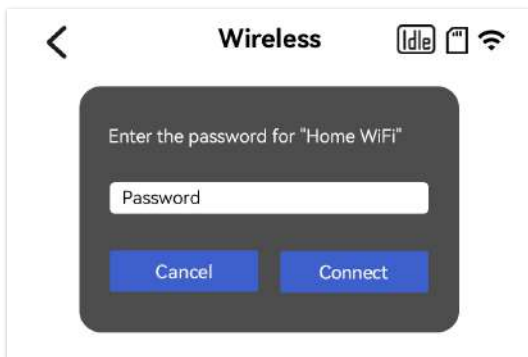 Wireless
Idle
Enter the password for "Home WiFi"
Password
Cancel
Connect